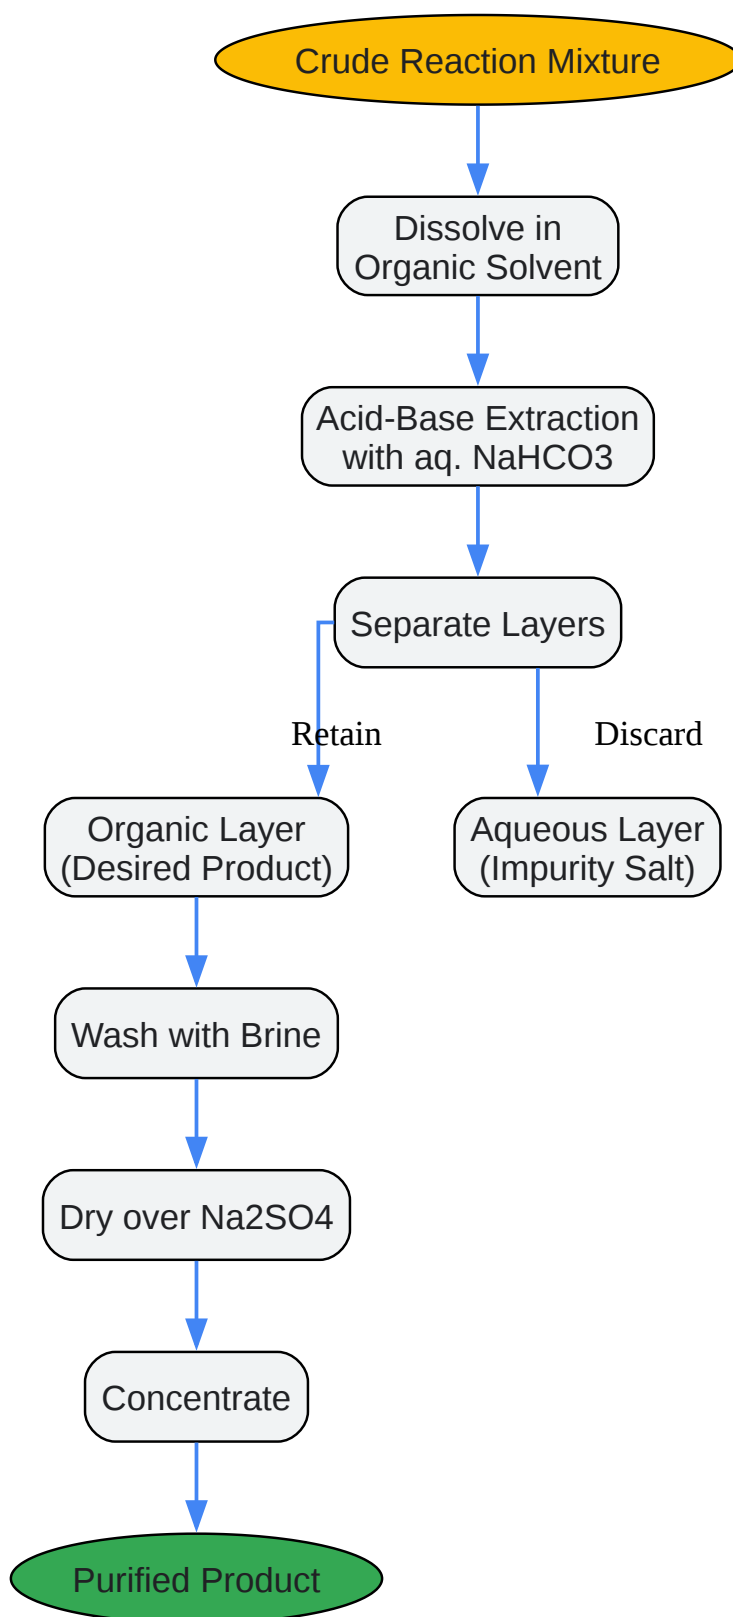 Crude Reaction Mixture
Dissolve in
Organic Solvent
Acid-Base Extraction
with aq. NaHCO3
Separate Layers
Retain
Discard
Organic Layer
(Desired Product)
Aqueous Layer
(Impurity Salt)
Wash with Brine
Dry over Na2SO4
Concentrate
Purified Product